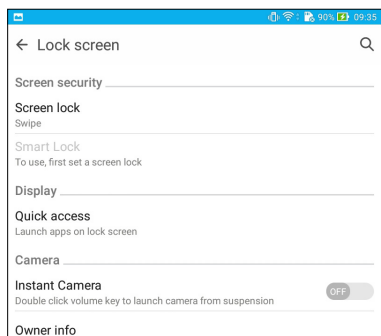 90% 09:35
Lock screen
Screen security
Screen lock
Swipe
Smart Lock
To use, first set a screen lock
Display
Quick access
Launch apps on lock screen
Camera
Instant Camera
OFF
Double click volume key to launch camera from suspension
Owner info